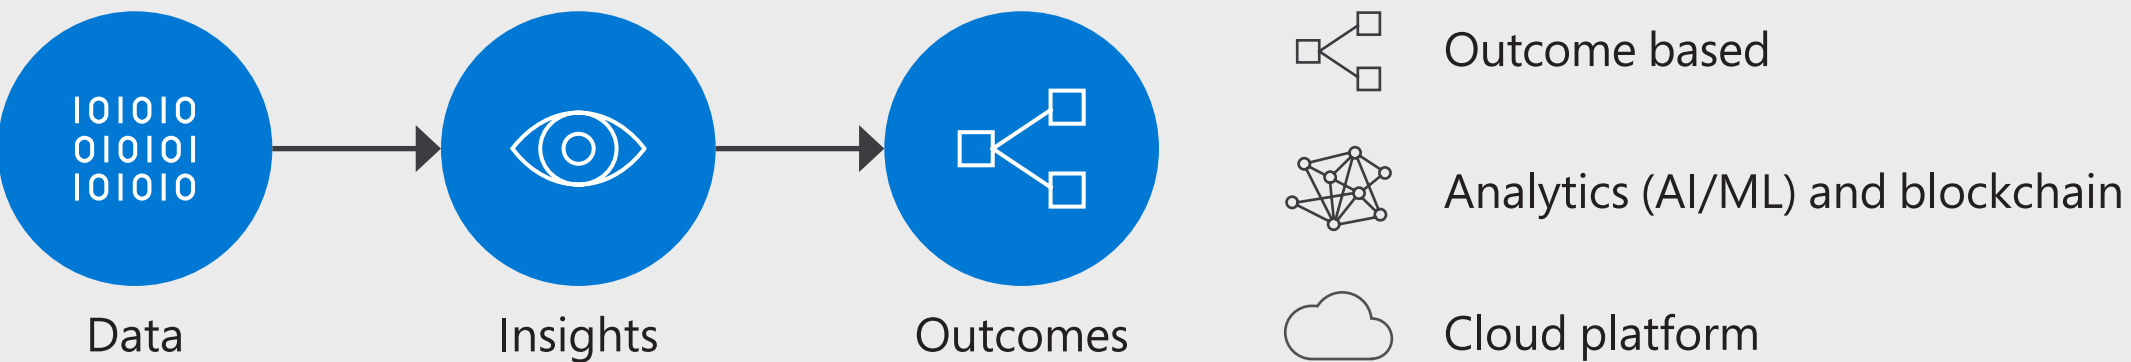 101010
010101
101010
Data
Insights
Outcomes
Outcome based
Analytics (AI/ML) and blockchain
Cloud platform